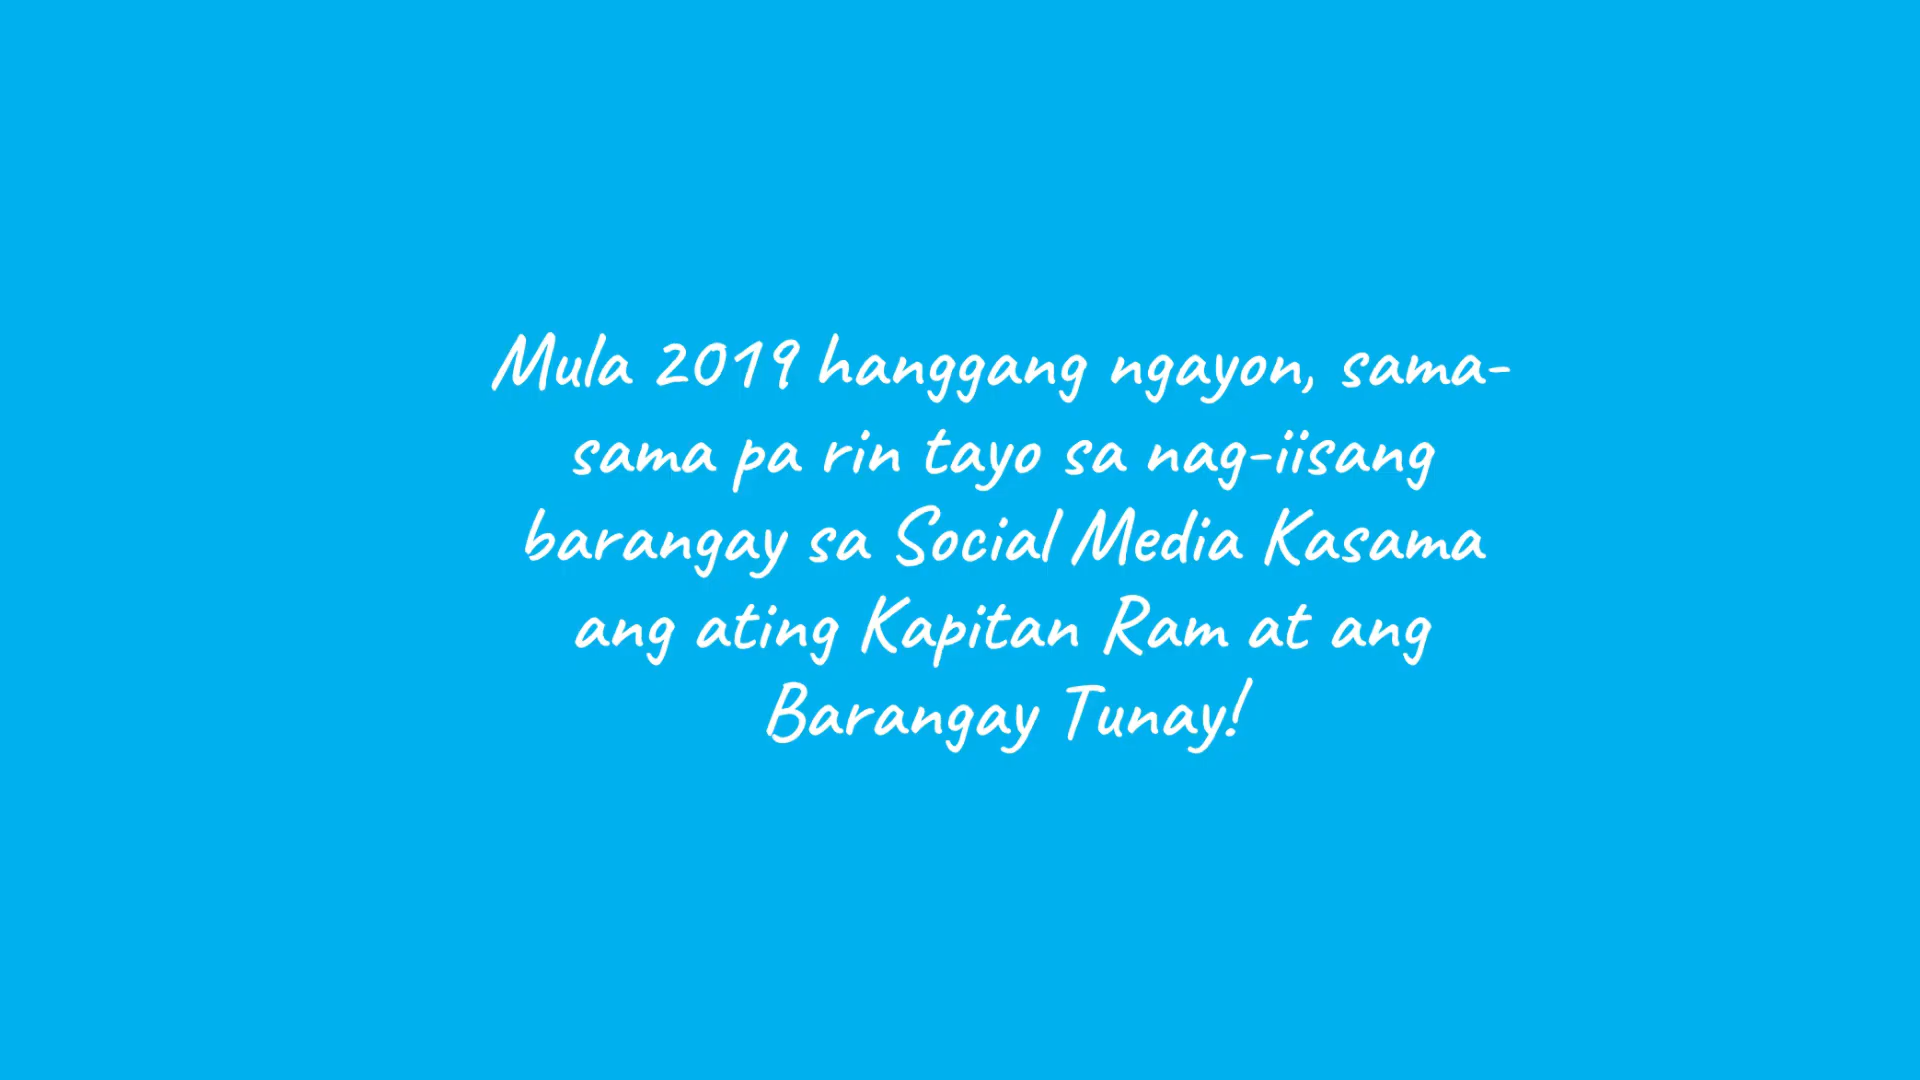 Mula 2019 hanggang ngayon, sama-
sama pa rin tayo sa nag-iisang
barangay sa Social Media Kasama
ang ating Kapitan Ram at ang
Barangay Tunay!